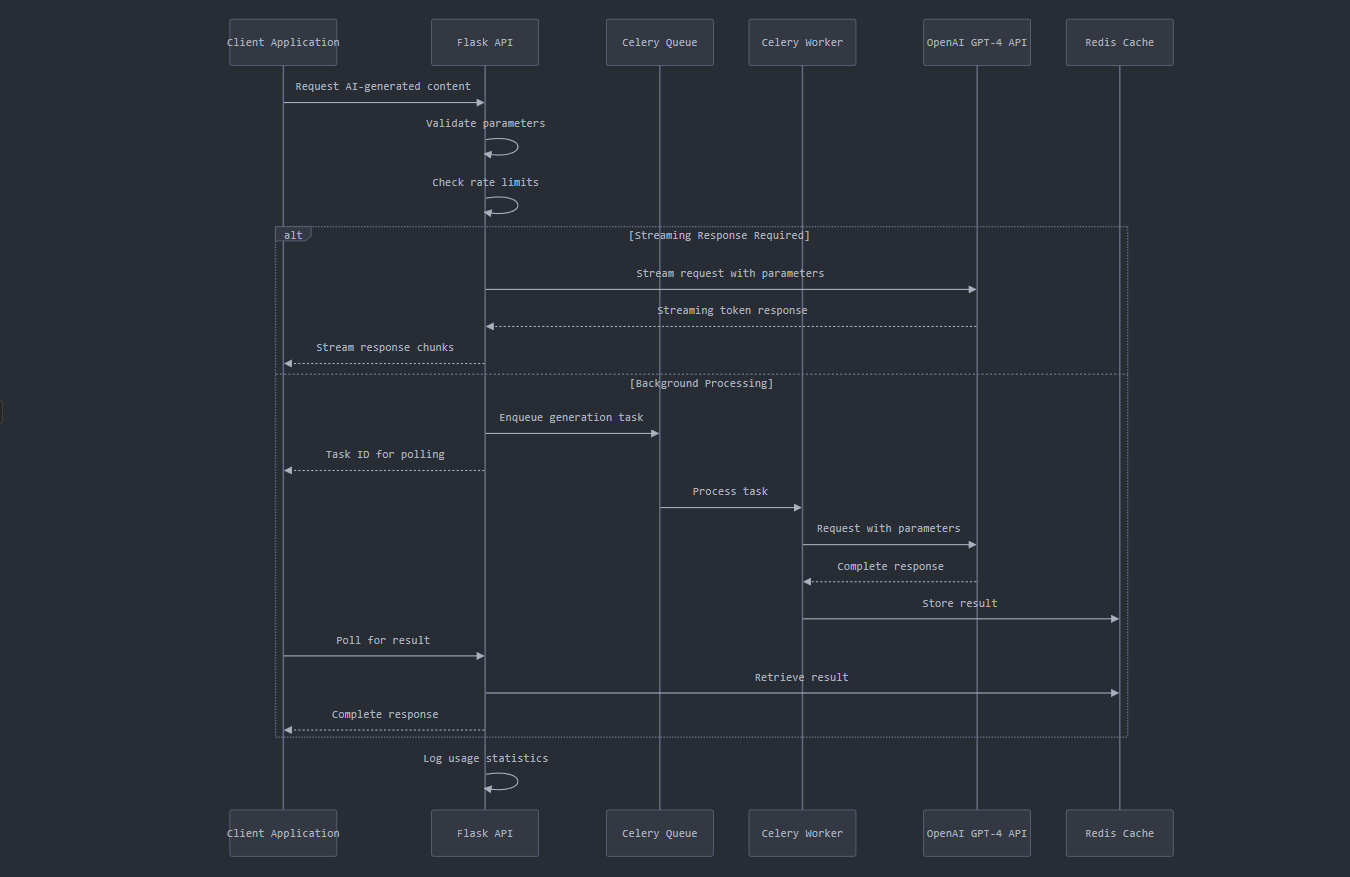 Client Application
Flask API
Celery Queue
Celery Worker
OpenAI GPT-4 API
Redis Cache
Request AI-generated content
Validate parameters
Check rate limits
alt
[Streaming Response Required]
Stream request with parameters
Streaming token response
Stream response chunks
[Background Processing]
Enqueue generation task
Task ID for polling
Process task
Request with parameters
Complete response
Store result
Poll for result
Retrieve result
Complete response
Log usage statistics
Client Application
Flask API
Celery Queue
Celery Worker
OpenAI GPT-4 API
Redis Cache